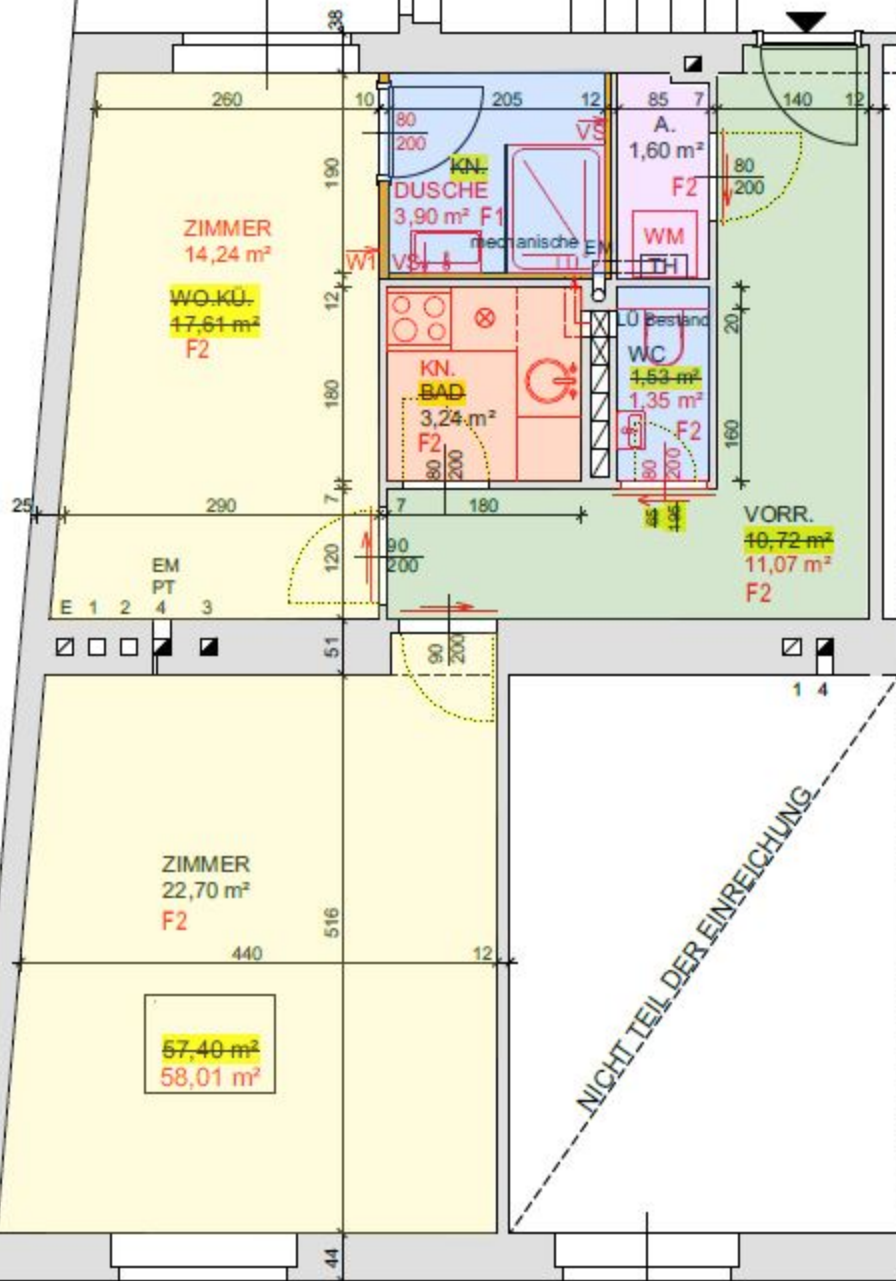 38
260
10
205
12
85
7
140
12
80
200
VS
A.
1,60 m²
KN.
DUSCHE
3,90 m² F1
F2
80
200
190
ZIMMER
14,24 m²
WO.KÜ.
17,61 m²
F2
W1
VS
mechanische
EM
WM
TH
12
LÜ Bestand
20
WC
1,53 m²
1,35 m²
F2
KN.
BAD
3,24 m²
F2
180
160
80
200
80
200
65
195
7
25
290
7
180
VORR.
10,72 m²
11,07 m²
F2
90
200
120
EM
PT
E 1 2 4 3
51
90
200
1 4
ZIMMER
22,70 m²
F2
516
440
12
57,40 m²
58,01 m²
NICHT TEIL DER EINREICHUNG
44